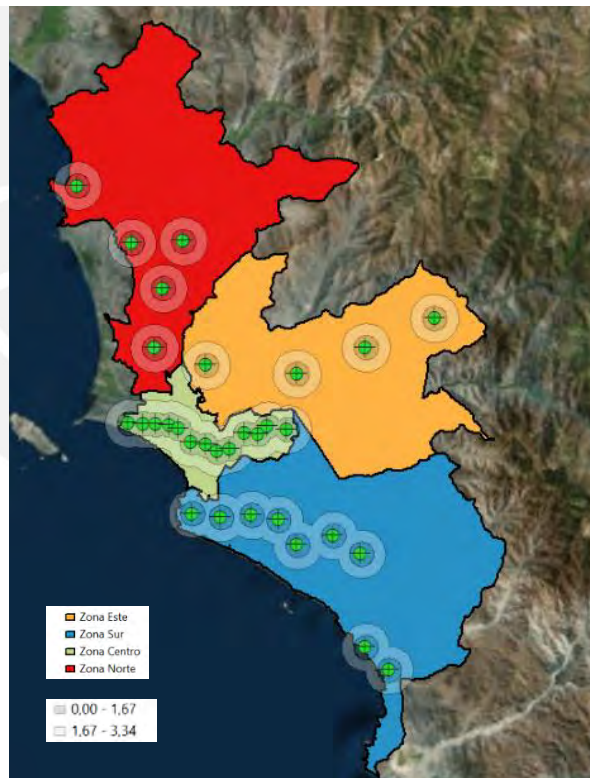 Zona Este
Zona Sur
Zona Centro
Zona Norte
0,00 - 1,67
1,67 - 3,34